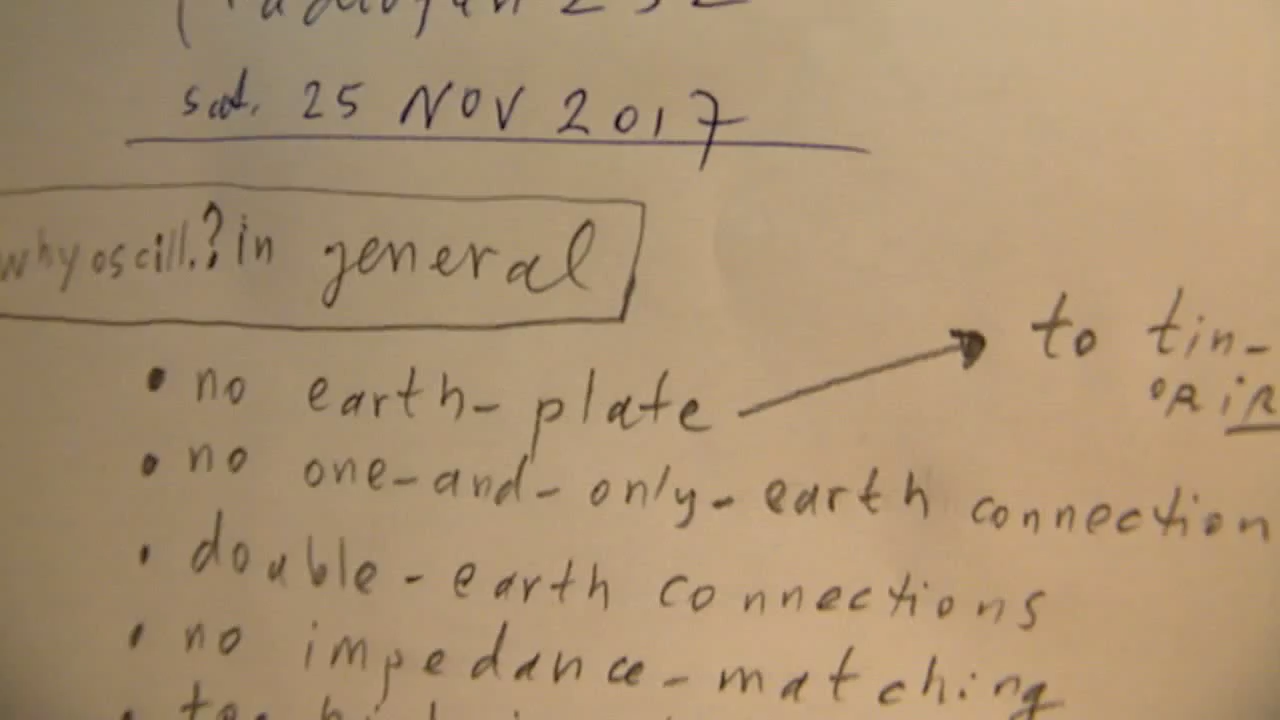 sat. 25 NOV 2017
why oscill.? in general
• no earth-plate → to tin-
OR
• no one-and-only-earth connection
• double-earth connections
• no impedance-matching